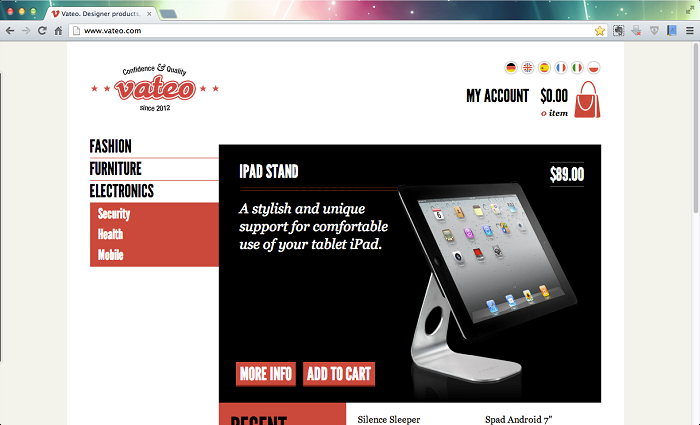 Vateo. Designer products,
www.vateo.com
Confidence & Quality
vateo
since 2012
MY ACCOUNT $0.00
0 item
FASHION
FURNITURE
ELECTRONICS
Security
Health
Mobile
IPAD STAND
$89.00
A stylish and unique
support for comfortable
use of your tablet iPad.
MORE INFO
ADD TO CART
RECENT
Silence Sleeper
Spad Android 7"